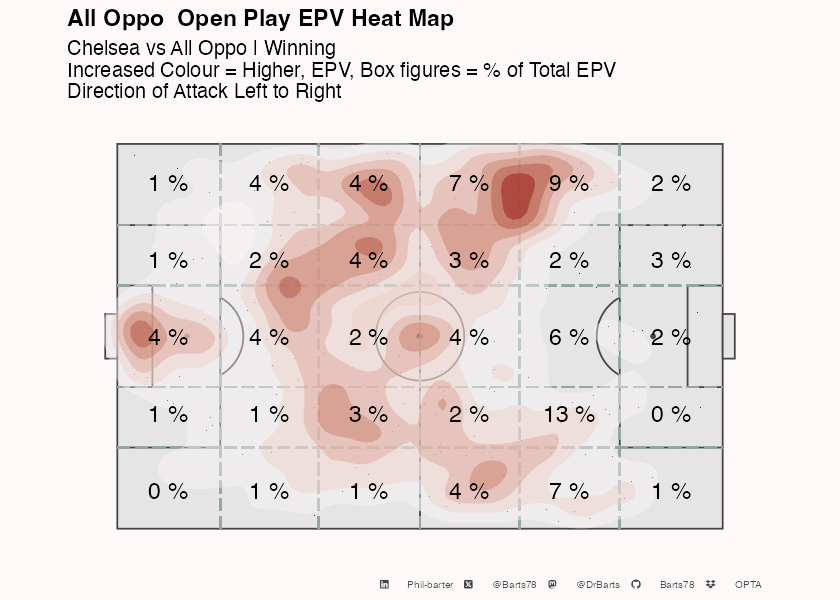 All Oppo  Open Play EPV Heat Map
Chelsea vs All Oppo | Winning
Increased Colour = Higher, EPV, Box figures = % of Total EPV
Direction of Attack Left to Right
1 % 4 % 4 % 7 % 9 % 2 %
1 % 2 % 4 % 3 % 2 % 3 %
4 % 4 % 2 % 4 % 6 % 2 %
1 % 1 % 3 % 2 % 13 % 0 %
0 % 1 % 1 % 4 % 7 % 1 %
Phil-barter @Barts78 @DrBarts Barts78 OPTA